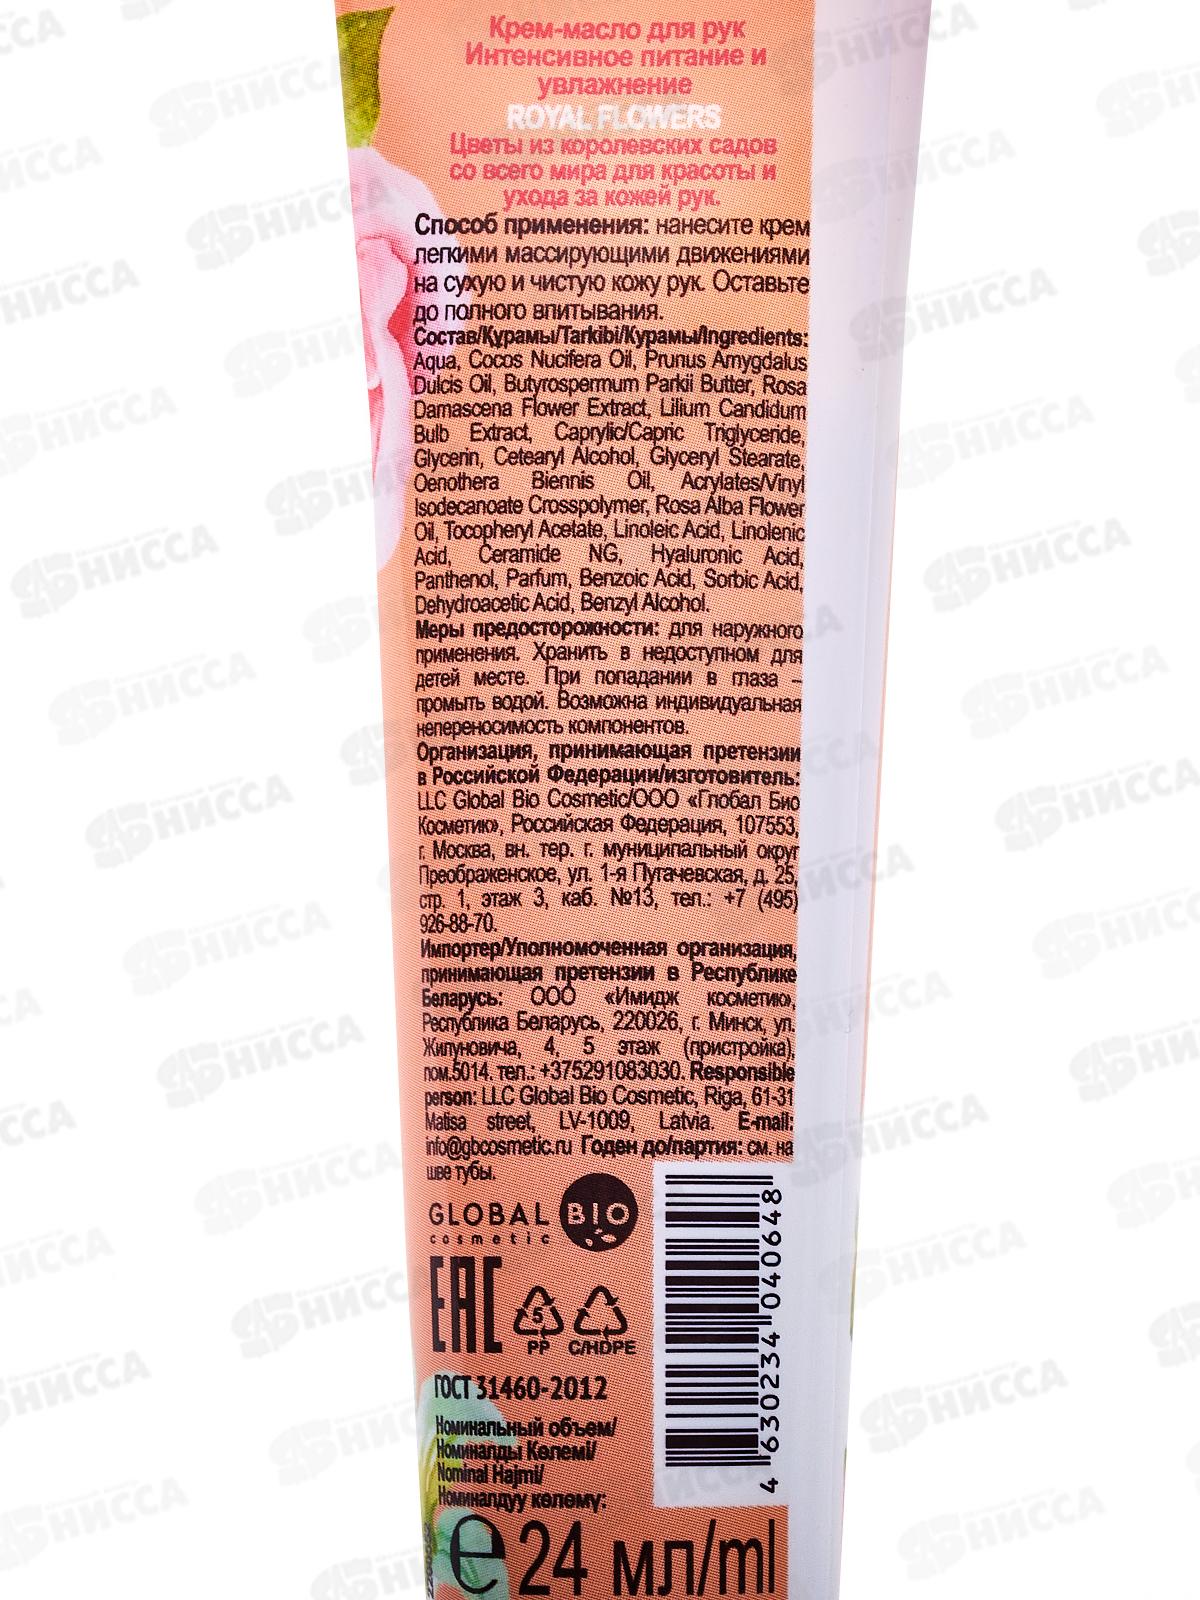 Крем-масло для рук
Интенсивное питание и
увлажнение
ROYAL FLOWERS
Цветы из королевских садов
со всего мира для красоты и
ухода за кожей рук.
Способ применения: нанесите крем
легкими массирующими движениями
на сухую и чистую кожу рук. Оставьте
до полного впитывания.
Состав/Құрамы/Tarkibi/Курамы/Ingredients:
Aqua, Cocos Nucifera Oil, Prunus Amygdalus
Dulcis Oil, Butyrospermum Parkii Butter, Rosa
Damascena Flower Extract, Lilium Candidum
Bulb Extract, Caprylic/Capric Triglyceride,
Glycerin, Cetearyl Alcohol, Glyceryl Stearate,
Oenothera Biennis Oil, Acrylates/Vinyl
Isodecanoate Crosspolymer, Rosa Alba Flower
Oil, Tocopheryl Acetate, Linoleic Acid, Linolenic
Acid, Ceramide NG, Hyaluronic Acid,
Panthenol, Parfum, Benzoic Acid, Sorbic Acid,
Dehydroacetic Acid, Benzyl Alcohol.
Меры предосторожности: для наружного
применения. Хранить в недоступном для
детей месте. При попадании в глаза –
промыть водой. Возможна индивидуальная
непереносимость компонентов.
Организация, принимающая претензии
в Российской Федерации/изготовитель:
LLC Global Bio Cosmetic/ООО «Глобал Био
Косметик», Российская Федерация, 107553,
г. Москва, вн. тер. г. муниципальный округ
Преображенское, ул. 1-я Пугачевская, д. 25,
стр. 1, этаж 3, каб. №13, тел.: +7 (495)
926-88-70.
Импортер/Уполномоченная организация,
принимающая претензии в Республике
Беларусь: ООО «Имидж косметик»,
Республика Беларусь, 220026, г. Минск, ул.
Жилуновича, 4, 5 этаж (пристройка),
пом.5014. тел.: +375291083030. Responsible
person: LLC Global Bio Cosmetic, Riga, 61-31
Matisa street, LV-1009, Latvia. E-mail:
info@gbcosmetic.ru Годен до/партия: см. на
шве тубы.
GLOBAL BIO
cosmetic
ЕАС
5
PP C/HDPE
ГОСТ 31460-2012
4 630234 040648
Номинальный объем/
Номиналды Көлемі/
Nominal Hajmi/
Номиналдуу көлөмү:
℮ 24 мл/ml
НИССА